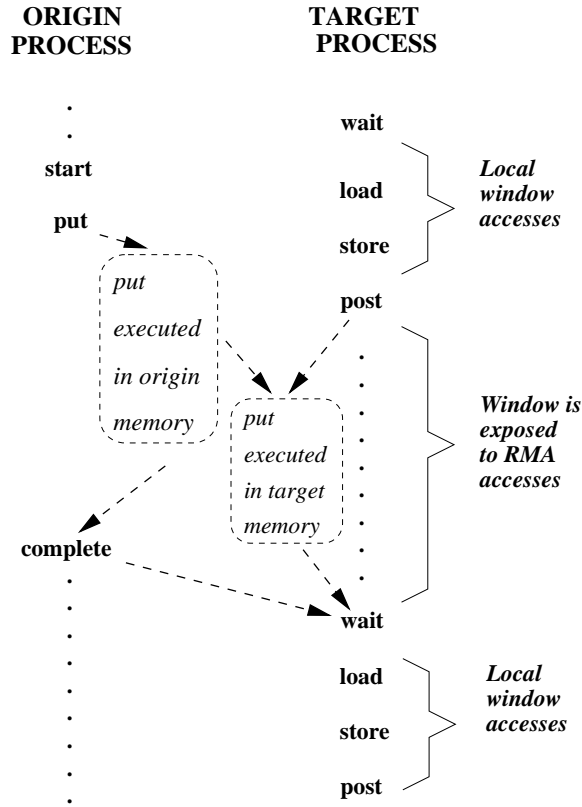 ORIGIN
PROCESS
TARGET
PROCESS
wait
start
load
put
store
Local
window
accesses
put
executed
in origin
memory
post
put
executed
in target
memory
Window is
exposed
to RMA
accesses
complete
wait
load
store
post
Local
window
accesses